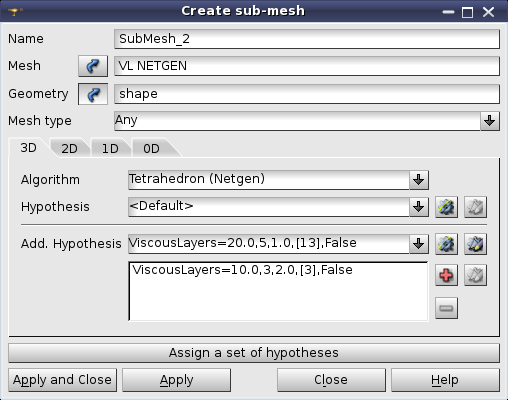 Create sub-mesh
Name SubMesh_2
Mesh VL NETGEN
Geometry shape
Mesh type Any
3D 2D 1D 0D
Algorithm Tetrahedron (Netgen)
Hypothesis <Default>
Add. Hypothesis ViscousLayers=20.0,5,1.0,[13],False
ViscousLayers=10.0,3,2.0,[3],False
Assign a set of hypotheses
Apply and Close Apply Close Help